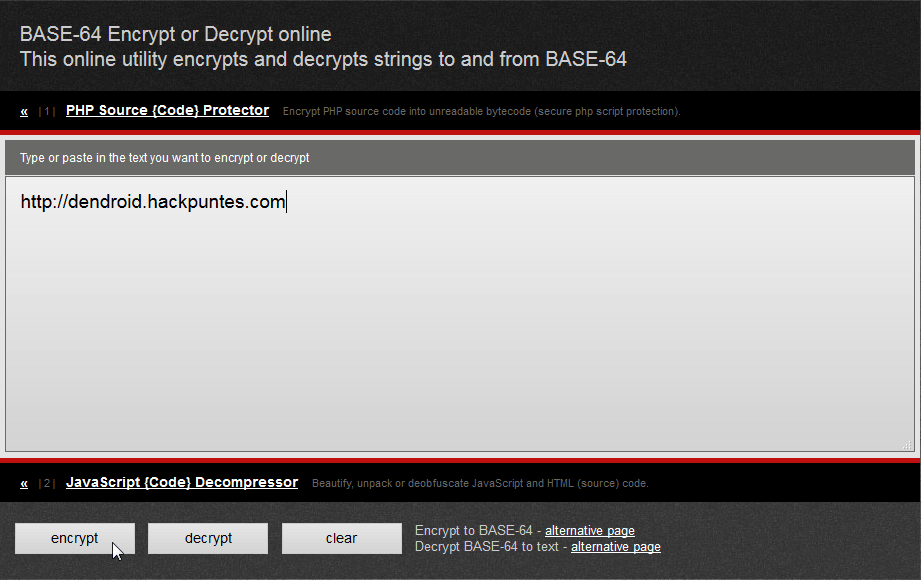 BASE-64 Encrypt or Decrypt online
This online utility encrypts and decrypts strings to and from BASE-64
« | 1 | PHP Source {Code} Protector Encrypt PHP source code into unreadable bytecode (secure php script protection).
Type or paste in the text you want to encrypt or decrypt
http://dendroid.hackpuntes.com
« | 2 | JavaScript {Code} Decompressor Beautify, unpack or deobfuscate JavaScript and HTML (source) code.
encrypt decrypt clear Encrypt to BASE-64 - alternative page
Decrypt BASE-64 to text - alternative page